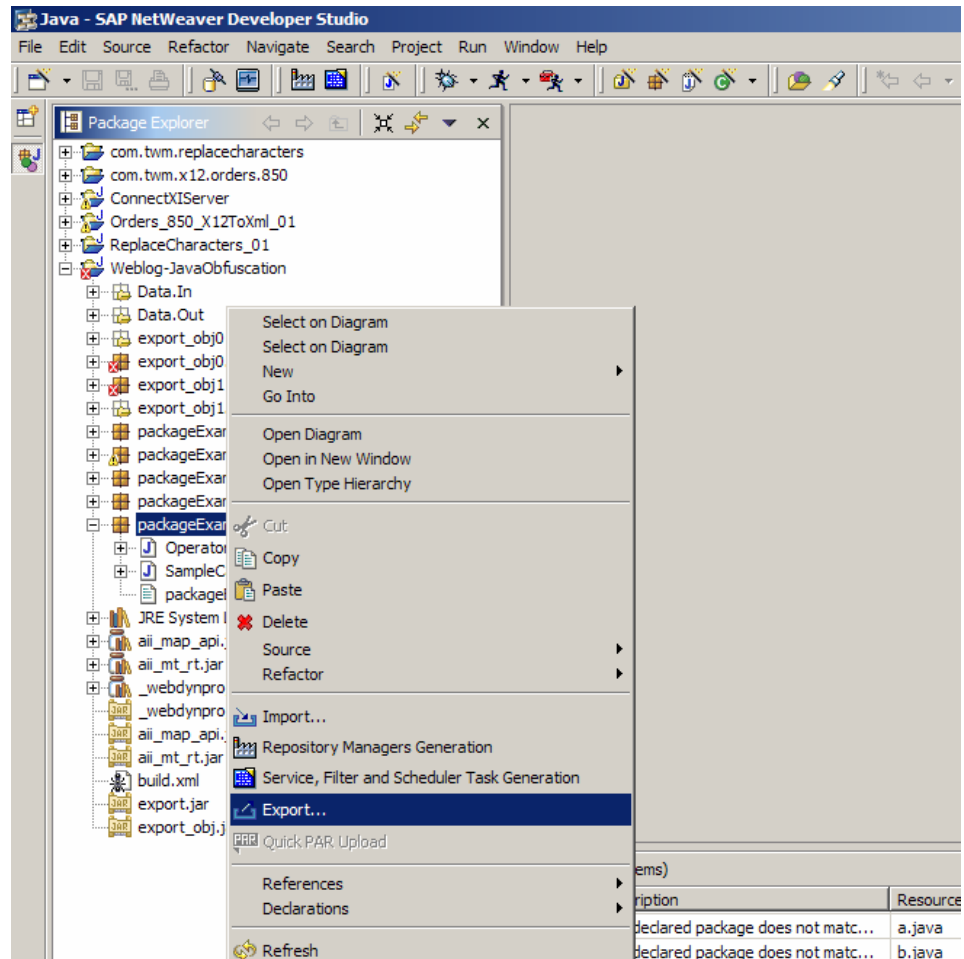 Java - SAP NetWeaver Developer Studio
File Edit Source Refactor Navigate Search Project Run Window Help
Package Explorer
com.twm.replacecharacters
com.twm.x12.orders.850
ConnectXIServer
Orders_850_X12ToXml_01
ReplaceCharacters_01
Weblog-JavaObfuscation
Data.In
Data.Out
export_obj0
export_obj0
export_obj1
export_obj1
packageExar
packageExar
packageExar
packageExar
packageExar
Operator
SampleC
package
JRE System
aii_map_api.
aii_mt_rt.jar
_webdynpro
_webdynpro
aii_map_api.
aii_mt_rt.jar
build.xml
export.jar
export_obj.j
Select on Diagram
Select on Diagram
New
Go Into
Open Diagram
Open in New Window
Open Type Hierarchy
Cut
Copy
Paste
Delete
Source
Refactor
Import...
Repository Managers Generation
Service, Filter and Scheduler Task Generation
Export...
PAR Quick PAR Upload
References
Declarations
Refresh
ems)
ription Resource
declared package does not matc... a.java
declared package does not matc... b.java